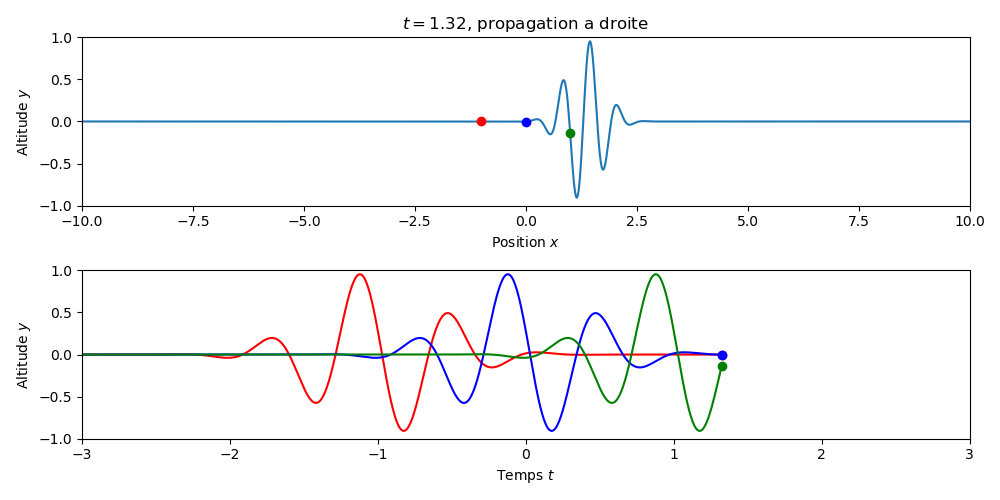 t = 1.32, propagation a droite
1.0
0.5
0.0
−0.5
−1.0
Altitude y
−10.0 −7.5 −5.0 −2.5 0.0 2.5 5.0 7.5 10.0
Position x
1.0
0.5
0.0
−0.5
−1.0
Altitude y
−3 −2 −1 0 1 2 3
Temps t